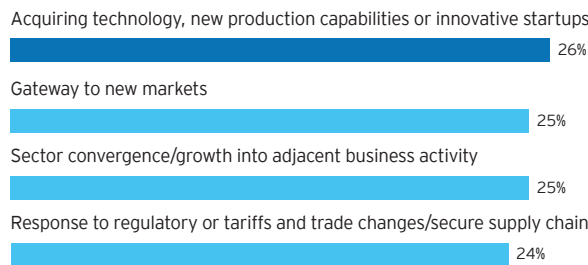 Acquiring technology, new production capabilities or innovative startups
26%
Gateway to new markets
25%
Sector convergence/growth into adjacent business activity
25%
Response to regulatory or tariffs and trade changes/secure supply chain
24%